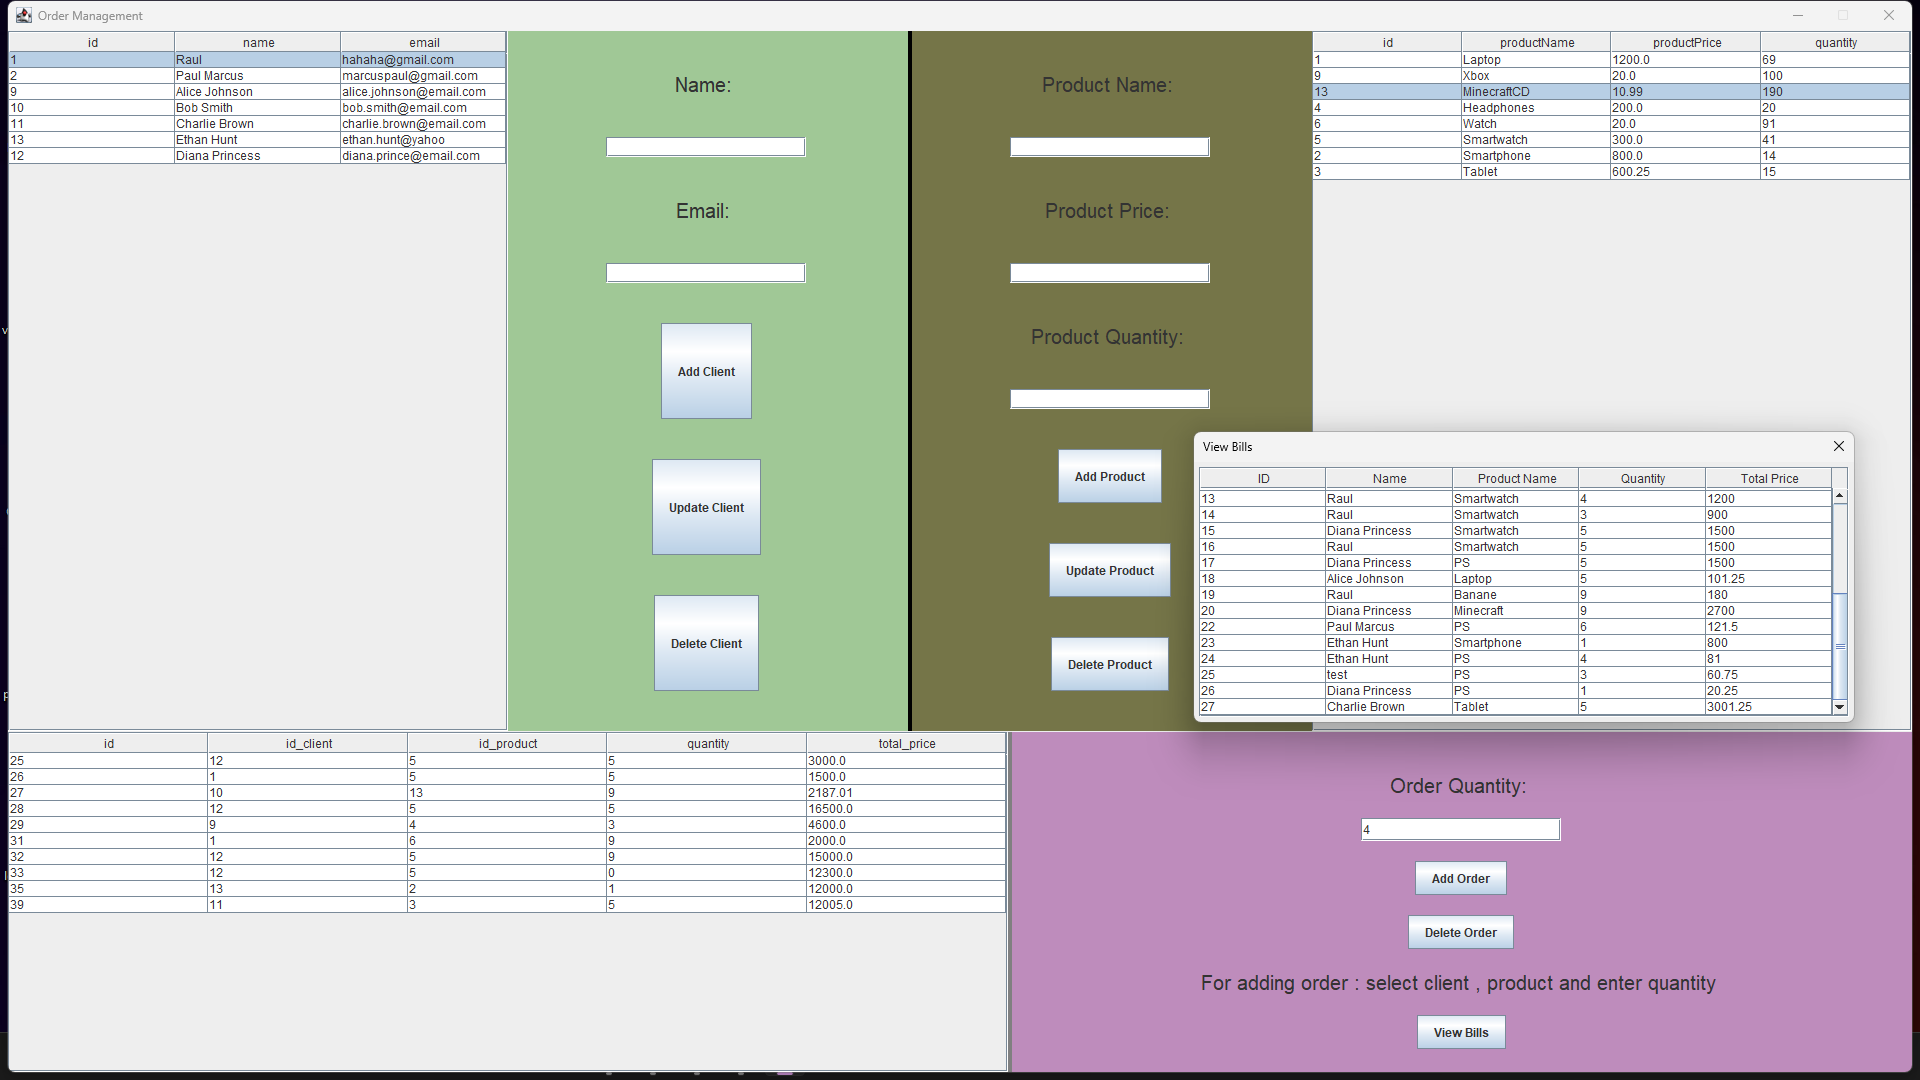 Order Management
id name email
1 Raul hahaha@gmail.com
2 Paul Marcus marcuspaul@gmail.com
9 Alice Johnson alice.johnson@email.com
10 Bob Smith bob.smith@email.com
11 Charlie Brown charlie.brown@email.com
13 Ethan Hunt ethan.hunt@yahoo
12 Diana Princess diana.prince@email.com
Name:
Email:
Add Client
Update Client
Delete Client
Product Name:
Product Price:
Product Quantity:
Add Product
Update Product
Delete Product
id productName productPrice quantity
1 Laptop 1200.0 69
9 Xbox 20.0 100
13 MinecraftCD 10.99 190
4 Headphones 200.0 20
6 Watch 20.0 91
5 Smartwatch 300.0 41
2 Smartphone 800.0 14
3 Tablet 600.25 15
View Bills
ID Name Product Name Quantity Total Price
13 Raul Smartwatch 4 1200
14 Raul Smartwatch 3 900
15 Diana Princess Smartwatch 5 1500
16 Raul Smartwatch 5 1500
17 Diana Princess PS 5 1500
18 Alice Johnson Laptop 5 101.25
19 Raul Banane 9 180
20 Diana Princess Minecraft 9 2700
22 Paul Marcus PS 6 121.5
23 Ethan Hunt Smartphone 1 800
24 Ethan Hunt PS 4 81
25 test PS 3 60.75
26 Diana Princess PS 1 20.25
27 Charlie Brown Tablet 5 3001.25
id id_client id_product quantity total_price
25 12 5 5 3000.0
26 1 5 5 1500.0
27 10 13 9 2187.01
28 12 5 5 16500.0
29 9 4 3 4600.0
31 1 6 9 2000.0
32 12 5 9 15000.0
33 12 5 0 12300.0
35 13 2 1 12000.0
39 11 3 5 12005.0
Order Quantity:
4
Add Order
Delete Order
For adding order : select client , product and enter quantity
View Bills